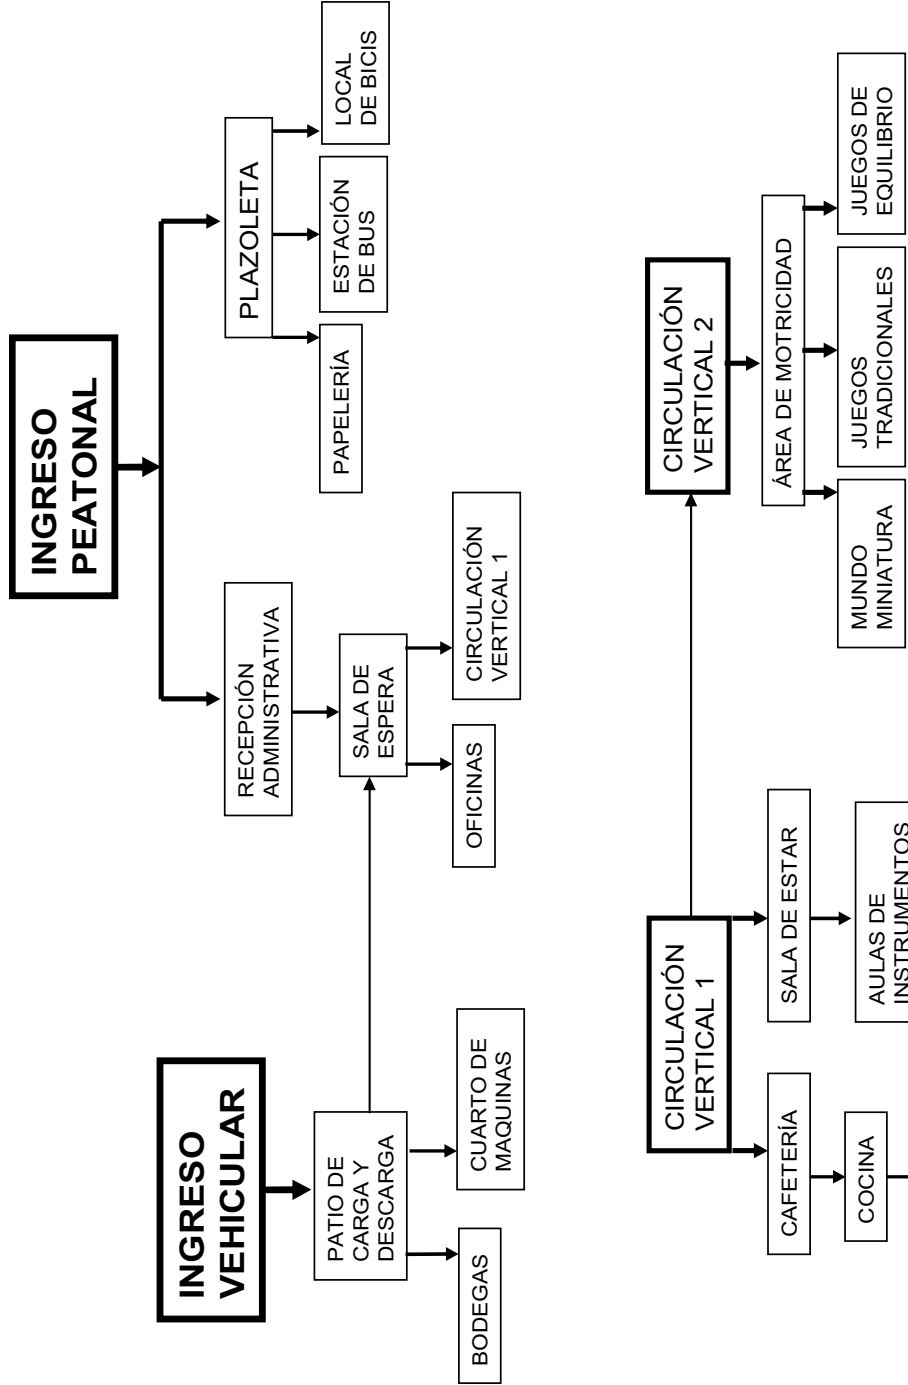 INGRESO
PEATONAL
INGRESO
VEHICULAR
RECEPCIÓN
ADMINISTRATIVA
PLAZOLETA
PATIO DE
CARGA Y
DESCARGA
SALA DE
ESPERA
PAPELERÍA
ESTACIÓN
DE BUS
LOCAL
DE BICIS
BODEGAS
CUARTO DE
MAQUINAS
OFICINAS
CIRCULACIÓN
VERTICAL 1
CIRCULACIÓN
VERTICAL 1
CIRCULACIÓN
VERTICAL 2
CAFETERÍA
SALA DE ESTAR
ÁREA DE MOTRICIDAD
COCINA
AULAS DE
INSTRUMENTOS
MUNDO
MINIATURA
JUEGOS
TRADICIONALES
JUEGOS DE
EQUILIBRIO